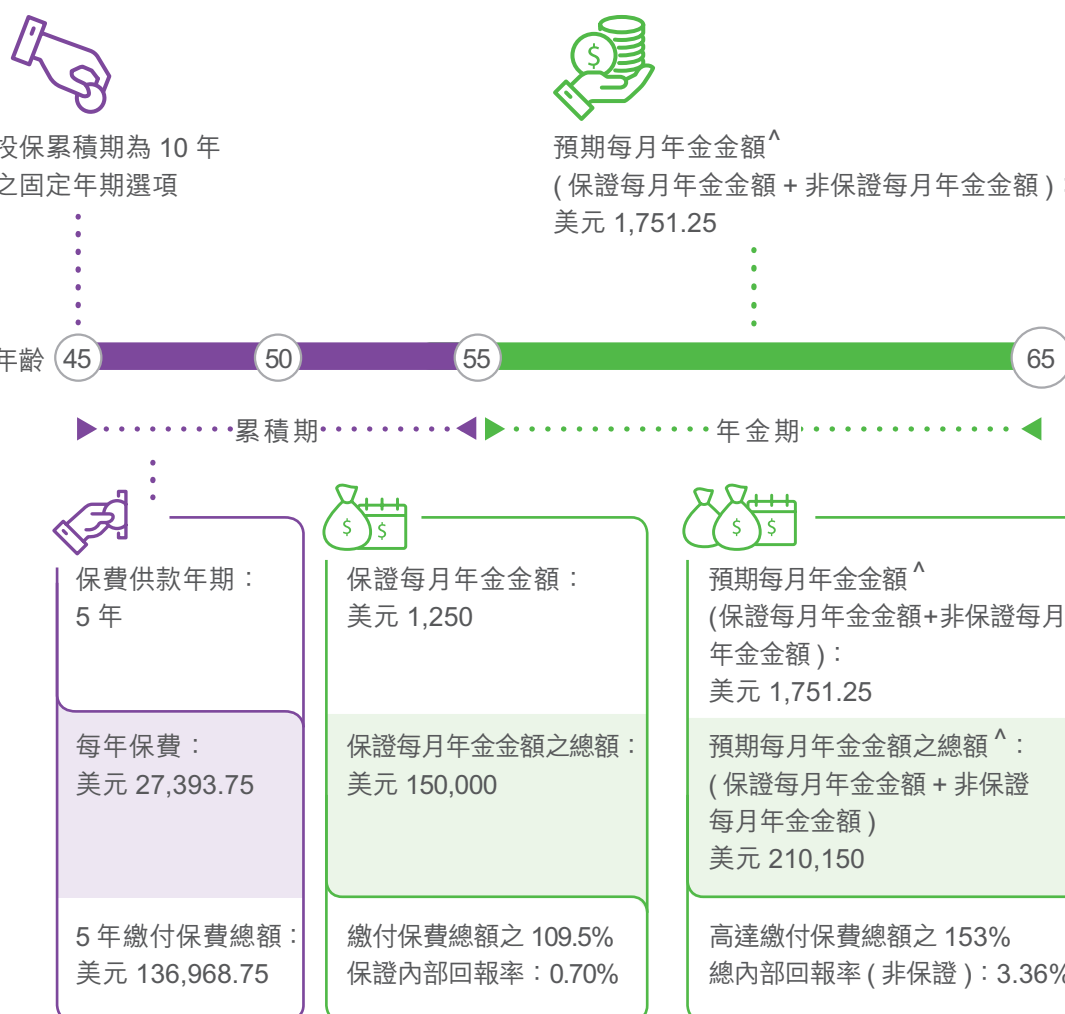 投保累積期為 10 年
之固定年期選項
預期每月年金金額^
( 保證每月年金金額 + 非保證每月年金金額 )：
美元 1,751.25
年齡 45 50 55 65
累積期 年金期
$ $ $ $
保費供款年期：
5 年
每年保費：
美元 27,393.75
5 年繳付保費總額：
美元 136,968.75
保證每月年金金額：
美元 1,250
保證每月年金金額之總額：
美元 150,000
繳付保費總額之 109.5%
保證內部回報率：0.70%
預期每月年金金額^
(保證每月年金金額+非保證每月
年金金額 )：
美元 1,751.25
預期每月年金金額之總額^：
( 保證每月年金金額 + 非保證
每月年金金額 )
美元 210,150
高達繳付保費總額之 153%
總內部回報率 ( 非保證 )：3.36%